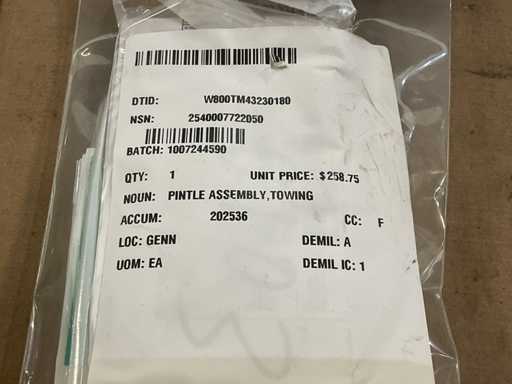 DTID: W800TM43230180
NSN: 2540007722050
BATCH: 1007244590
QTY: 1 UNIT PRICE: $258.75
NOUN: PINTLE ASSEMBLY,TOWING
ACCUM: 202536 CC: F
LOC: GENN DEMIL: A
UOM: EA DEMIL IC: 1